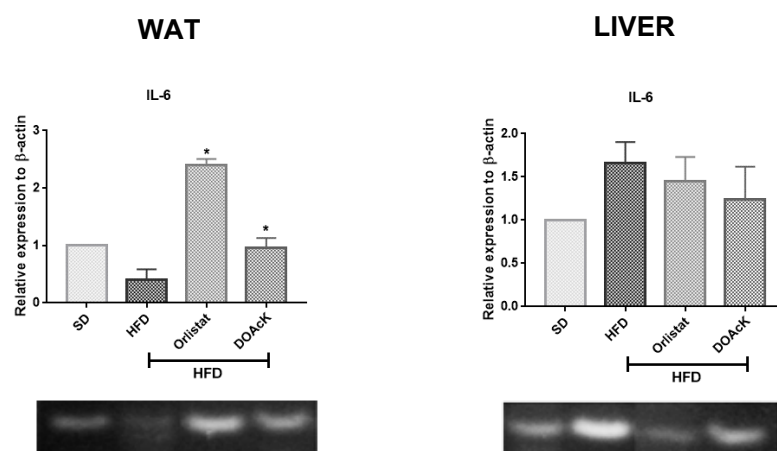 WAT
IL-6
Relative expression to β-actin
3
2
1
0
*
*
SD
HFD
Orlistat
DOAcK
HFD
LIVER
IL-6
Relative expression to β-actin
2.0
1.5
1.0
0.5
0.0
SD
HFD
Orlistat
DOAcK
HFD